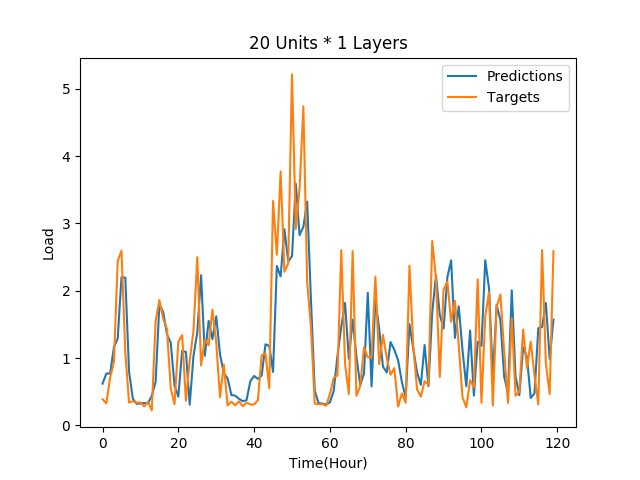 20 Units * 1 Layers
Predictions
Targets
Load
5
4
3
2
1
0
0 20 40 60 80 100 120
Time(Hour)